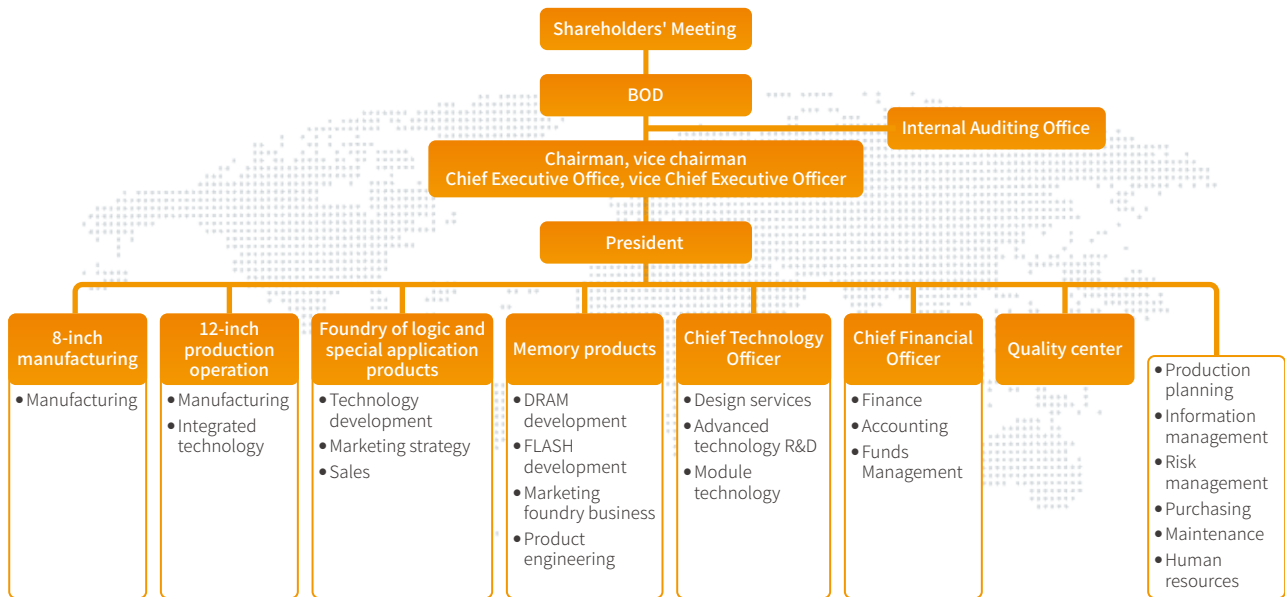 Shareholders' Meeting
BOD
Internal Auditing Office
Chairman, vice chairman
Chief Executive Office, vice Chief Executive Officer
President
8-inch
manufacturing
• Manufacturing
12-inch
production
operation
• Manufacturing
• Integrated
technology
Foundry of logic and
special application
products
• Technology
development
• Marketing strategy
• Sales
Memory products
• DRAM
development
• FLASH
development
• Marketing
foundry business
• Product
engineering
Chief Technology
Officer
• Design services
• Advanced
technology R&D
• Module
technology
Chief Financial
Officer
• Finance
• Accounting
• Funds
Management
Quality center
• Production
planning
• Information
management
• Risk
management
• Purchasing
• Maintenance
• Human
resources